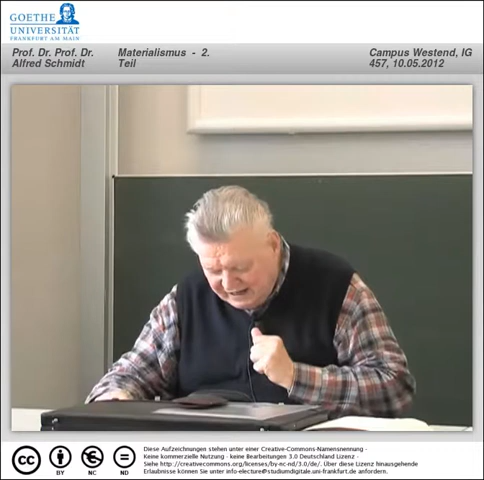 GOETHE
UNIVERSITÄT
FRANKFURT AM MAIN
Prof. Dr. Prof. Dr. Materialismus - 2. Campus Westend, IG
Alfred Schmidt Teil 457, 10.05.2012
cc BY NC ND
Diese Aufzeichnungen stehen unter einer Creative-Commons-Namensnennung -
Keine kommerzielle Nutzung - keine Bearbeitungen 3.0 Deutschland Lizenz -
Siehe http://creativecommons.org/licenses/by-nc-nd/3.0/de/. Über diese Lizenz hinausgehende
Erlaubnisse können Sie unter info-electure@studiumdigitale.uni-frankfurt.de anfordern.